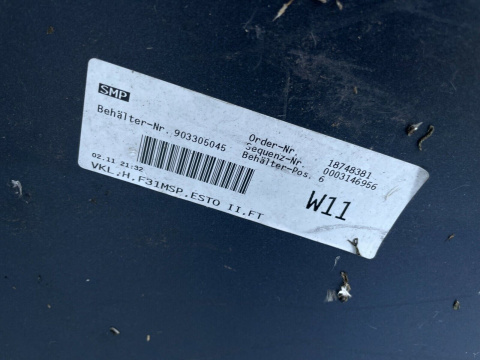 SMP
Behälter-Nr. 903305045
Order-Nr. 18748381
Sequenz-Nr. 0003146956
Behälter-Pos. 6
02.11 21:32
W11
VKL.;H.F31MSP.ESTO II.FT